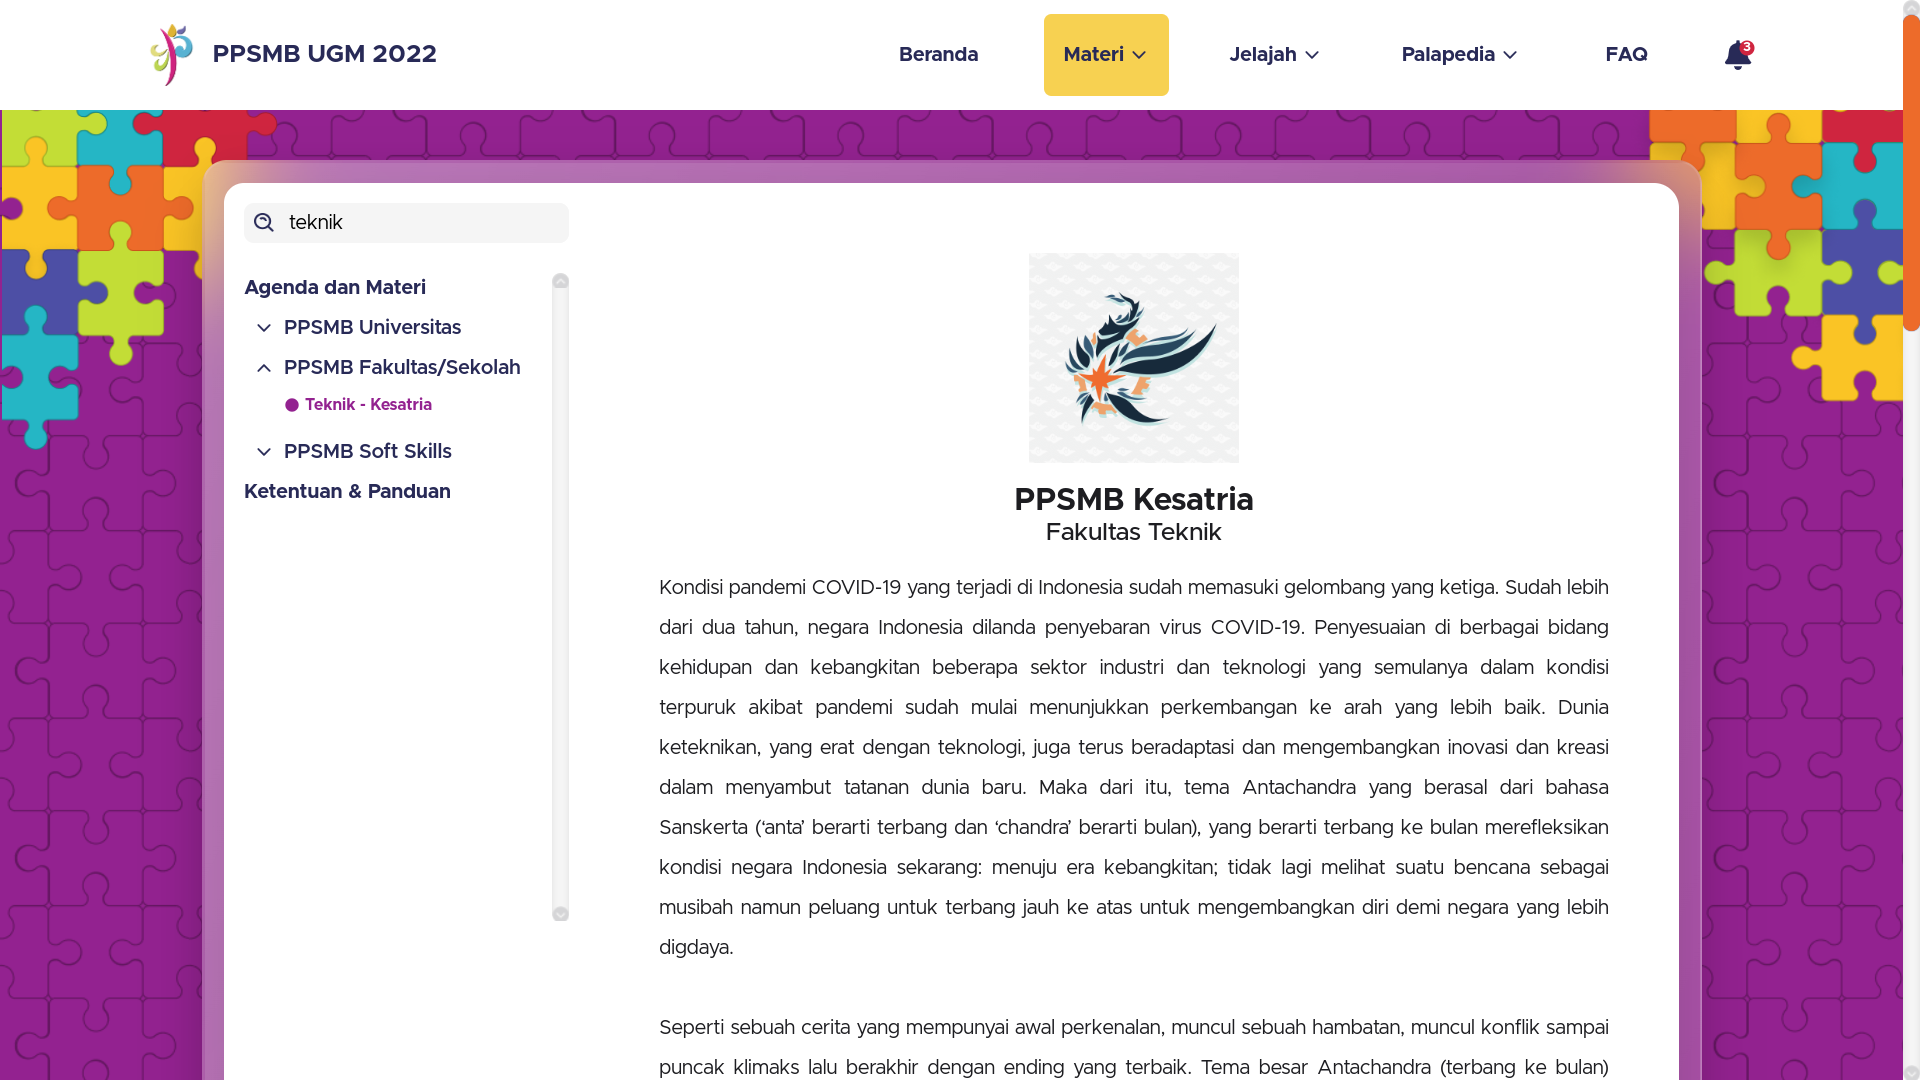 PPSMB UGM 2022
Beranda
Materi
Jelajah
Palapedia
FAQ
3
teknik
Agenda dan Materi
PPSMB Universitas
PPSMB Fakultas/Sekolah
Teknik - Kesatria
PPSMB Soft Skills
Ketentuan & Panduan
PPSMB Kesatria
Fakultas Teknik
Kondisi pandemi COVID-19 yang terjadi di Indonesia sudah memasuki gelombang yang ketiga. Sudah lebih
dari dua tahun, negara Indonesia dilanda penyebaran virus COVID-19. Penyesuaian di berbagai bidang
kehidupan dan kebangkitan beberapa sektor industri dan teknologi yang semulanya dalam kondisi
terpuruk akibat pandemi sudah mulai menunjukkan perkembangan ke arah yang lebih baik. Dunia
keteknikan, yang erat dengan teknologi, juga terus beradaptasi dan mengembangkan inovasi dan kreasi
dalam menyambut tatanan dunia baru. Maka dari itu, tema Antachandra yang berasal dari bahasa
Sanskerta (‘anta’ berarti terbang dan ‘chandra’ berarti bulan), yang berarti terbang ke bulan merefleksikan
kondisi negara Indonesia sekarang: menuju era kebangkitan; tidak lagi melihat suatu bencana sebagai
musibah namun peluang untuk terbang jauh ke atas untuk mengembangkan diri demi negara yang lebih
digdaya.
Seperti sebuah cerita yang mempunyai awal perkenalan, muncul sebuah hambatan, muncul konflik sampai
puncak klimaks lalu berakhir dengan ending yang terbaik. Tema besar Antachandra (terbang ke bulan)